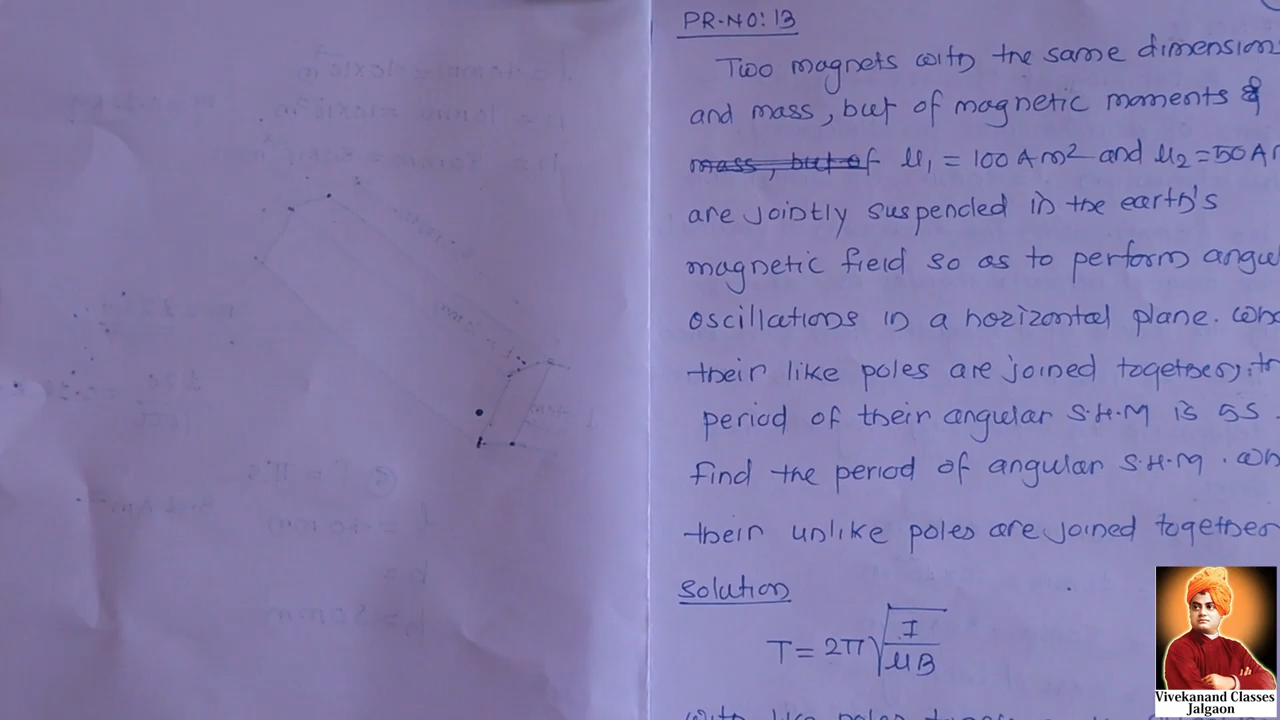 PR-NO: 13
Two magnets with the same dimension
and mass, but of magnetic moments &
mass, but of μ₁ = 100 A m² and μ₂ = 50 A
are jointly suspended in the earth's
magnetic field so as to perform angu
oscillations in a horizontal plane. Whe
their like poles are joined together, t
period of their angular S.H.M is 5s
find the period of angular S.H.M. wh
their unlike poles are joined together
Solution
T = 2π√(I/μB)
Vivekanand Classes
Jalgaon